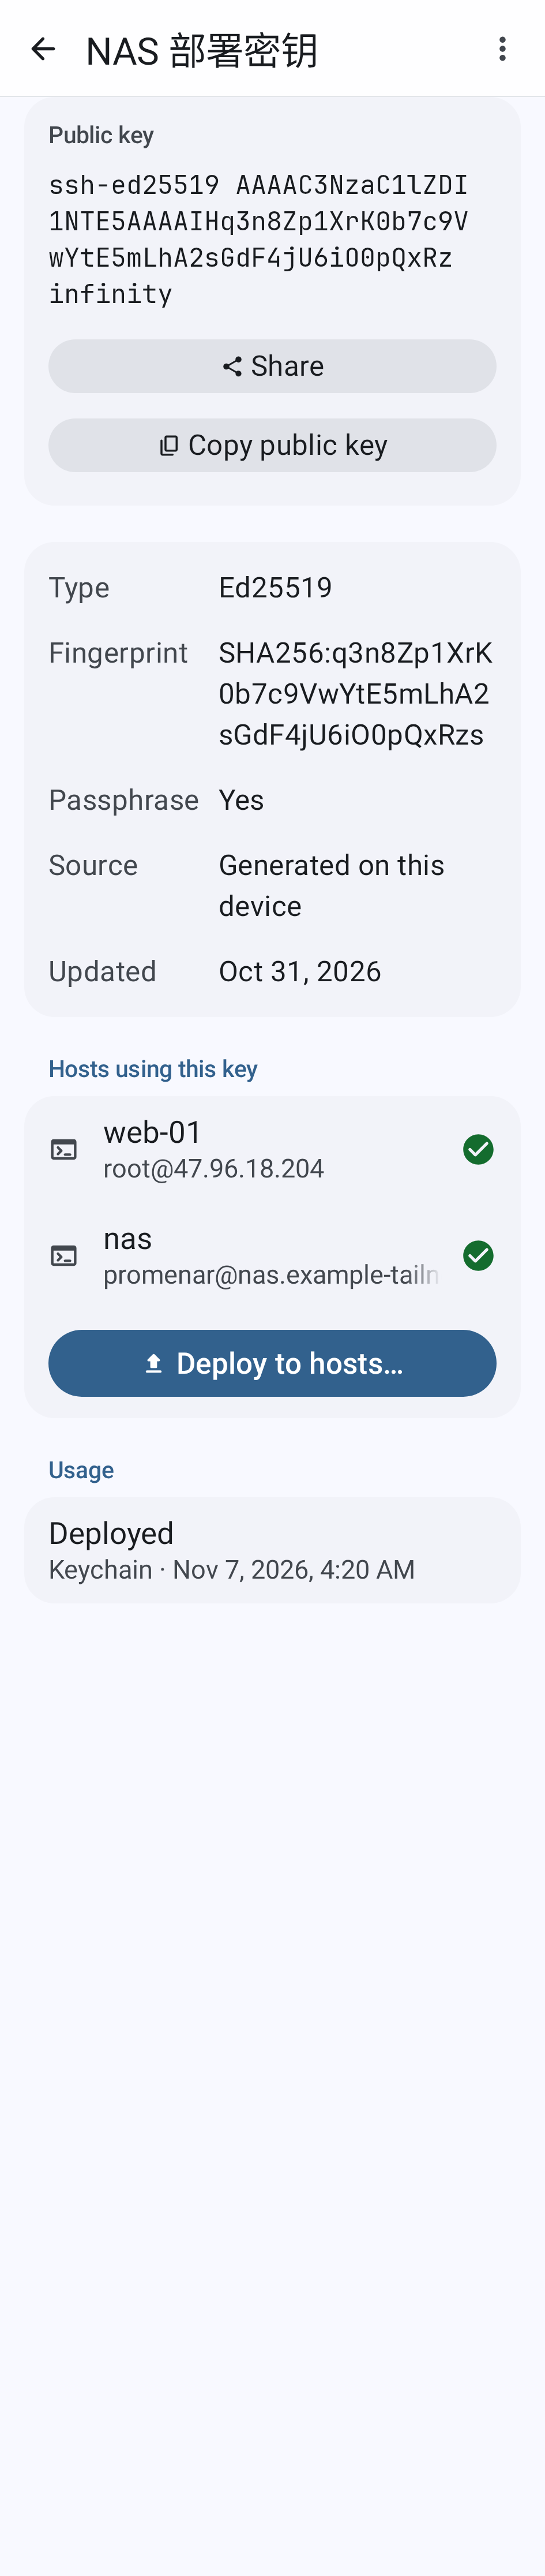 NAS 部署密钥
Public key
ssh-ed25519 AAAAC3NzaC1lZDI
1NTE5AAAAIHq3n8Zp1XrK0b7c9V
wYtE5mLhA2sGdF4jU6iO0pQxRz
infinity
Share
Copy public key
Type Ed25519
Fingerprint SHA256:q3n8Zp1XrK
0b7c9VwYtE5mLhA2
sGdF4jU6iO0pQxRzs
Passphrase Yes
Source Generated on this
device
Updated Oct 31, 2026
Hosts using this key
web-01
root@47.96.18.204
nas
promenar@nas.example-tailn
Deploy to hosts…
Usage
Deployed
Keychain · Nov 7, 2026, 4:20 AM